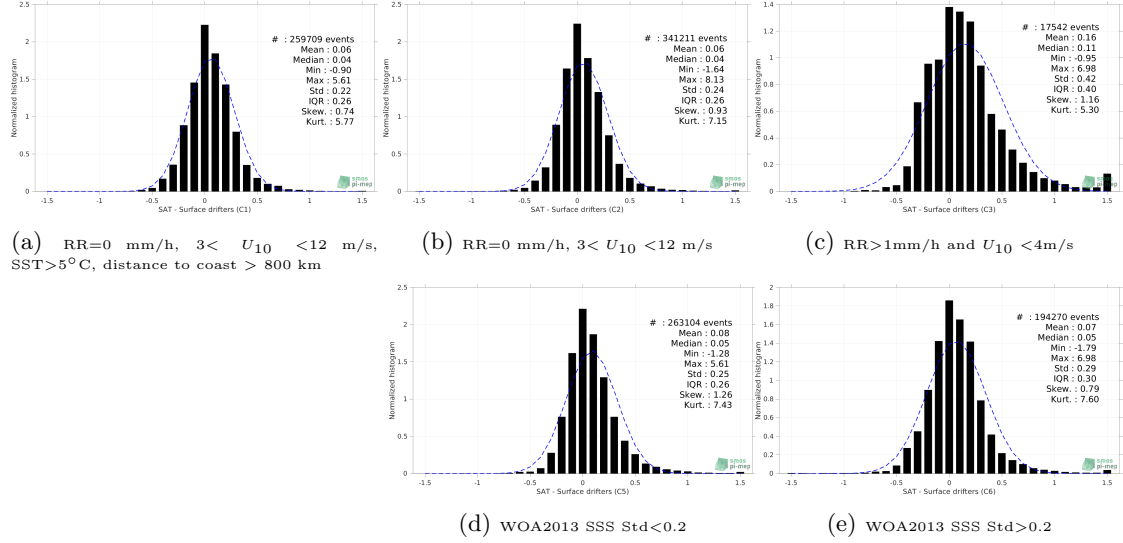 2.5
2
1.5
1
0.5
0
-1.5 -1 -0.5 0 0.5 1 1.5
Normalized histogram
SAT - Surface drifters (C1)
# : 259709 events
Mean : 0.06
Median : 0.04
Min : -0.90
Max : 5.61
Std : 0.22
IQR : 0.26
Skew. : 0.74
Kurt. : 5.77
smos
pi-mep
(a) RR=0 mm/h, 3< U10 <12 m/s,
SST>5°C, distance to coast > 800 km
2.5
2
1.5
1
0.5
0
-1.5 -1 -0.5 0 0.5 1 1.5
Normalized histogram
SAT - Surface drifters (C2)
# : 341211 events
Mean : 0.06
Median : 0.04
Min : -1.64
Max : 8.13
Std : 0.24
IQR : 0.26
Skew. : 0.93
Kurt. : 7.15
smos
pi-mep
(b) RR=0 mm/h, 3< U10 <12 m/s
1.4
1.2
1
0.8
0.6
0.4
0.2
0
-1.5 -1 -0.5 0 0.5 1 1.5
Normalized histogram
SAT - Surface drifters (C3)
# : 17542 events
Mean : 0.16
Median : 0.11
Min : -0.95
Max : 6.98
Std : 0.42
IQR : 0.40
Skew. : 1.16
Kurt. : 5.30
smos
pi-mep
(c) RR>1mm/h and U10 <4m/s
2.5
2
1.5
1
0.5
0
-1.5 -1 -0.5 0 0.5 1 1.5
Normalized histogram
SAT - Surface drifters (C5)
# : 263104 events
Mean : 0.08
Median : 0.05
Min : -1.28
Max : 5.61
Std : 0.25
IQR : 0.26
Skew. : 1.26
Kurt. : 7.43
smos
pi-mep
(d) WOA2013 SSS Std<0.2
2
1.8
1.6
1.4
1.2
1
0.8
0.6
0.4
0.2
0
-1.5 -1 -0.5 0 0.5 1 1.5
Normalized histogram
SAT - Surface drifters (C6)
# : 194270 events
Mean : 0.07
Median : 0.05
Min : -1.79
Max : 6.98
Std : 0.29
IQR : 0.30
Skew. : 0.79
Kurt. : 7.60
smos
pi-mep
(e) WOA2013 SSS Std>0.2